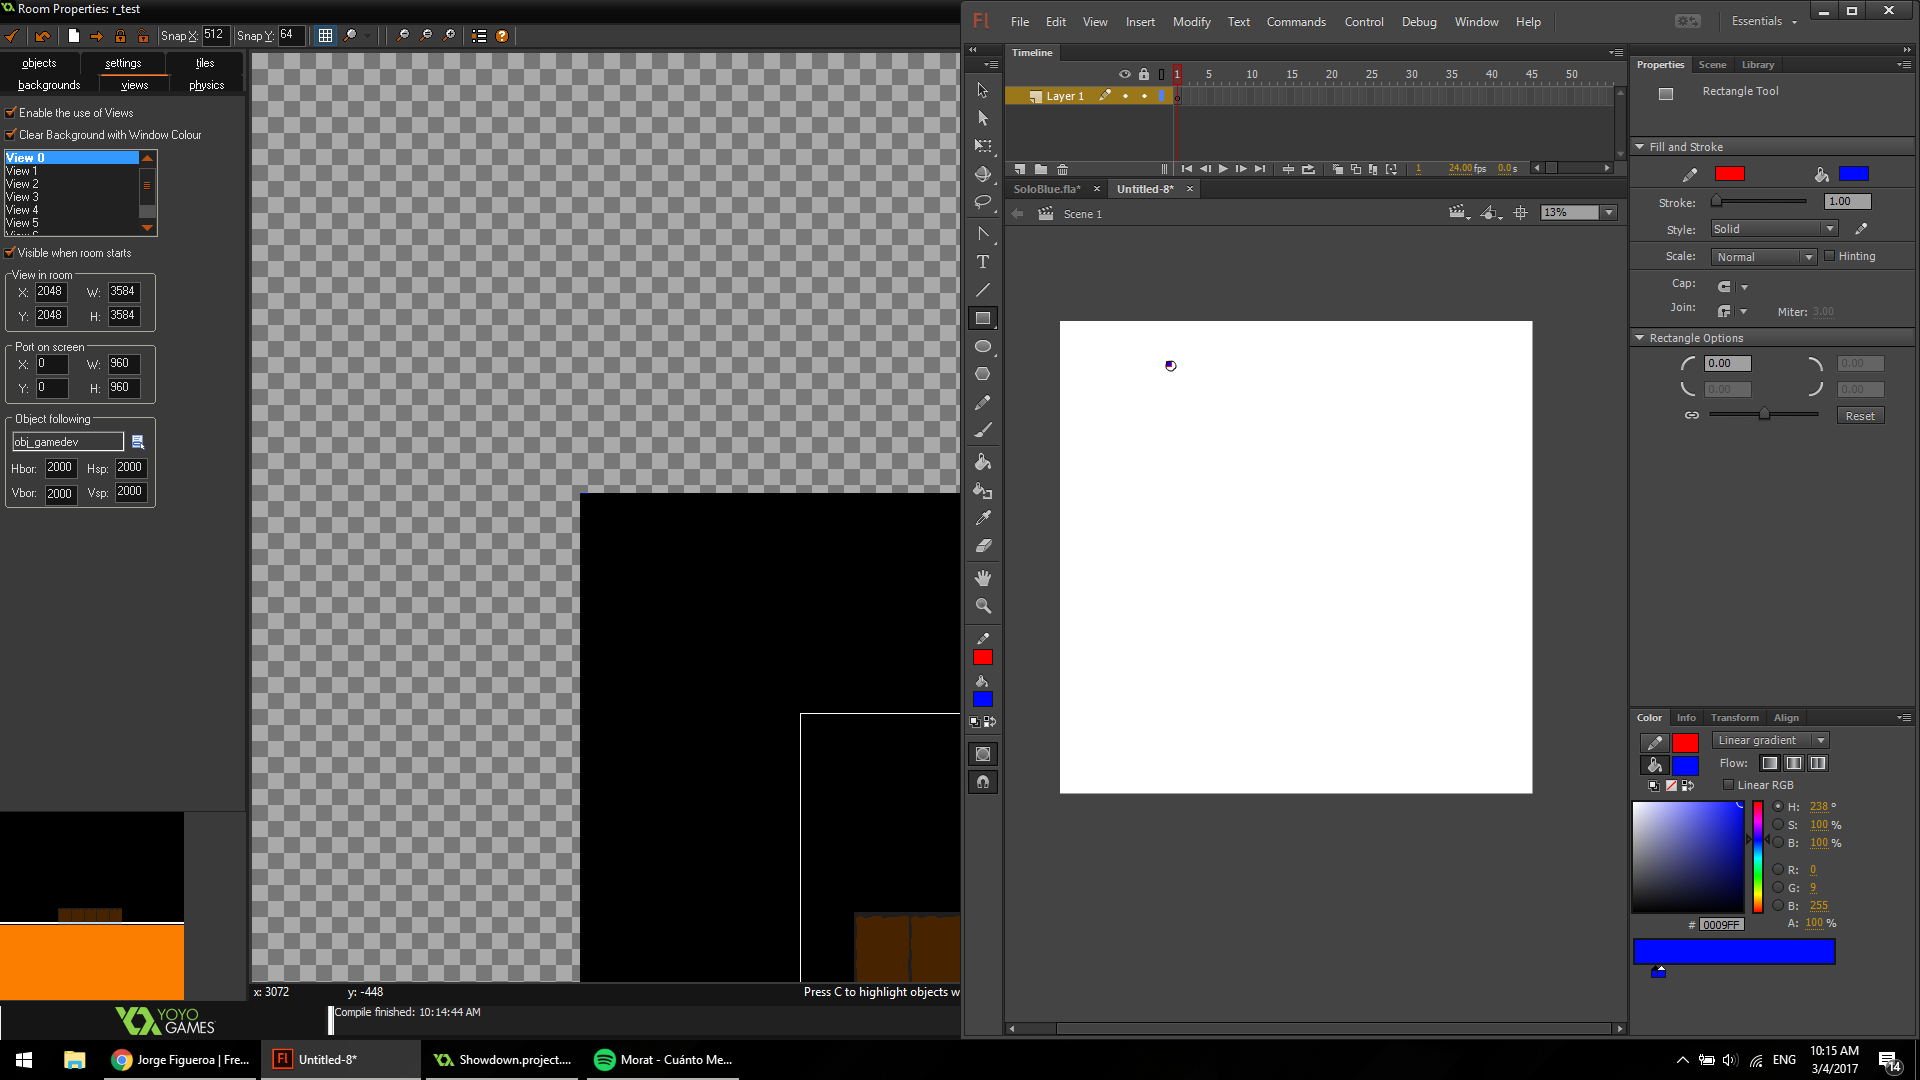 Room Properties: r_test
Snap X: 512 Snap Y: 64
objects settings tiles
backgrounds views physics
Enable the use of Views
Clear Background with Window Colour
View 0
View 1
View 2
View 3
View 4
View 5
Visible when room starts
View in room
X: 2048 W: 3584
Y: 2048 H: 3584
Port on screen
X: 0 W: 960
Y: 0 H: 960
Object following
obj_gamedev
Hbor: 2000 Hsp: 2000
Vbor: 2000 Vsp: 2000
x: 3072 y: -448 Press C to highlight objects w
YOYO
GAMES
Compile finished: 10:14:44 AM
Fl File Edit View Insert Modify Text Commands Control Debug Window Help Essentials
Timeline
1 5 10 15 20 25 30 35 40 45 50
Layer 1
1 24.00 fps 0.0 s
SoloBlue.fla* Untitled-8*
Scene 1 13%
Properties Scene Library
Rectangle Tool
Fill and Stroke
Stroke: 1.00
Style: Solid
Scale: Normal Hinting
Cap:
Join: Miter: 3.00
Rectangle Options
0.00 0.00
0.00 0.00
Reset
Color Info Transform Align
Linear gradient
Flow:
Linear RGB
H: 238 °
S: 100 %
B: 100 %
R: 0
G: 9
B: 255
# 0009FF A: 100 %
Jorge Figueroa | Fre...
Fl Untitled-8*
Showdown.project....
Morat - Cuánto Me...
ENG
10:15 AM
3/4/2017
14